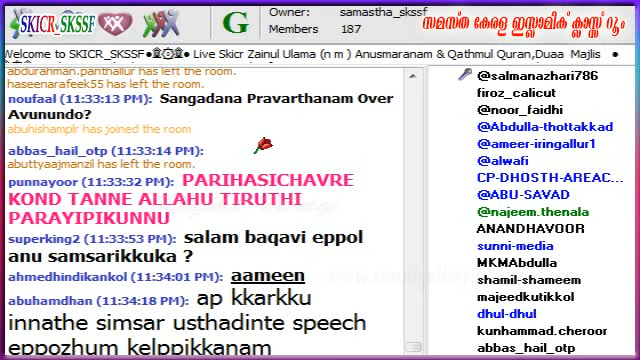 SKICR_SKSSF
G
Owner: samastha_skssf
Members 187
സമസ്ത കേരള ഇസ്ലാമിക് ക്ലാസ്സ് റൂം
Welcome to SKICR_SKSSF● ● Live Skicr Zainul Ulama (n m ) Anusmaranam & Qathmul Quran,Duaa Majlis ●
abdurahman.panthallur has left the room.
haseenarafeek55 has left the room.
noufaal (11:33:13 PM): Sangadana Pravarthanam Over
Avunundo?
abuhishamplr has joined the room
abbas_hail_otp (11:33:14 PM):
abuttyaajmanzil has left the room.
punnayoor (11:33:32 PM): PARIHASICHAVRE
KOND TANNE ALLAHU TIRUTHI
PARAYIPIKUNNU
superking2 (11:33:53 PM): salam baqavi eppol
anu samsarikkuka ?
ahmedhindikankol (11:34:01 PM): aameen
abuhamdhan (11:34:18 PM): ap kkarkku
innathe simsar usthadinte speech
eppozhum kelppikkanam
@salmanazhari786
firoz_calicut
@noor_faidhi
@Abdulla-thottakkad
@ameer-iringallur1
@alwafi
CP-DHOSTH-AREAC...
@ABU-SAVAD
@najeem.thenala
ANANDHAVOOR
sunni-media
MKMAbdulla
shamil-shameem
majeedkutikkol
dhul-dhul
kunhammad.cheroor
abbas_hail_otp